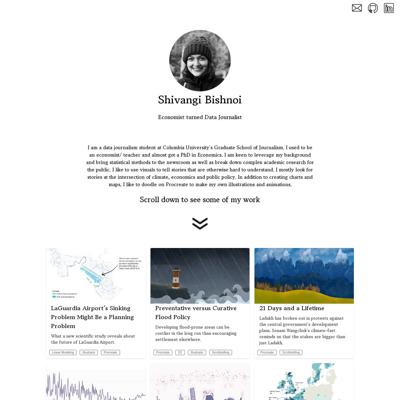 Shivangi Bishnoi
Economist turned Data Journalist
I am a data journalism student at Columbia University's Graduate School of Journalism. I used to be
an economist/ teacher and almost got a PhD in Economics. I am keen to leverage my background
and bring statistical methods to the newsroom as well as break down complex academic research for
the public. I like to use visuals to tell stories that are otherwise hard to understand. I mostly look for
stories at the intersection of climate, economics and public policy. In addition to creating charts and
maps, I like to doodle on Procreate to make my own illustrations and animations.
Scroll down to see some of my work
LaGuardia Airport's Sinking
Problem Might Be a Planning
Problem
What a new scientific study reveals about
the future of LaGuardia Airport.
Preventative versus Curative
Flood Policy
Developing flood-prone areas can be
costlier in the long run than encouraging
settlement elsewhere.
Procreate
Scrollytelling
21 Days and a Lifetime
Ladakh has broken out in protests against
the central government's development
plans. Sonam Wangchuk's climate-fast
reminds us that the stakes are bigger than
just Ladakh.
Procreate
Scrollytelling